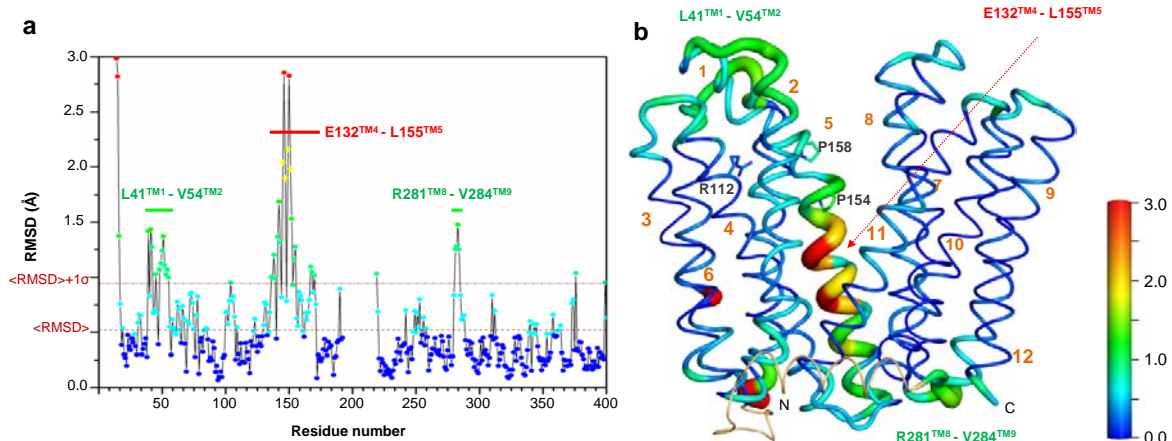 a
3.0
2.5
2.0
1.5
1.0
0.5
0.0
RMSD (Å)
<RMSD>+1σ
<RMSD>
E132TM4 - L155TM5
L41TM1 - V54TM2
R281TM8 - V284TM9
50 100 150 200 250 300 350 400
Residue number
b
L41TM1 - V54TM2
E132TM4 - L155TM5
1
2
5
8
P158
R112
P154
7
9
3
4
11
10
6
12
N
C
R281TM8 - V284TM9
3.0
2.0
1.0
0.0